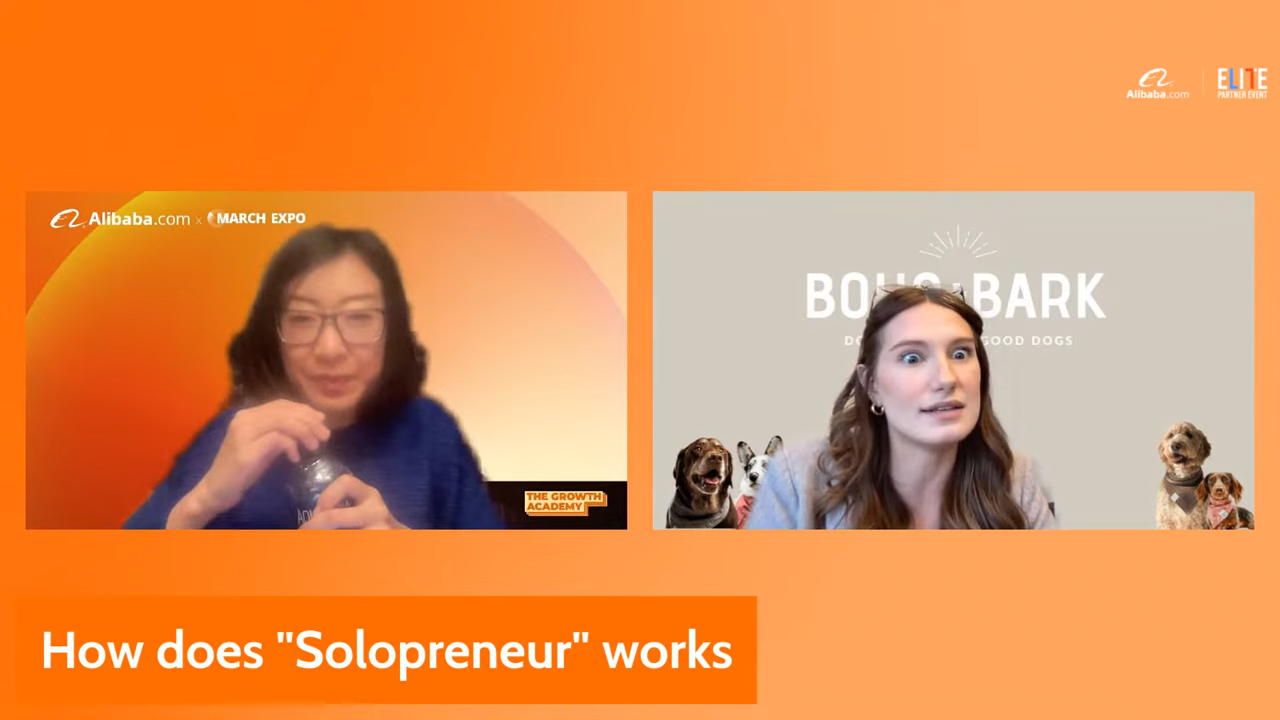 Alibaba.com
ELITE
PARTNER EVENT
Alibaba.com x MARCH EXPO
THE GROWTH
ACADEMY
BARK
GOOD DOGS
How does "Solopreneur" works